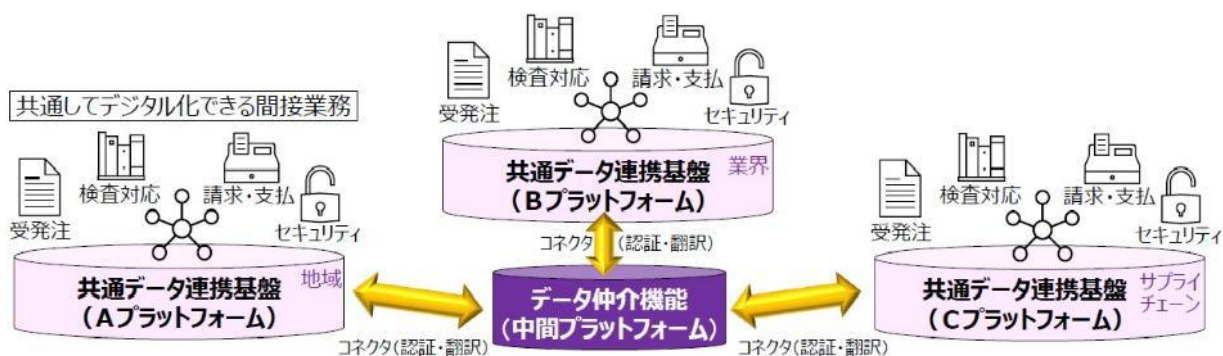 共通してデジタル化できる間接業務
受発注
検査対応
請求・支払
セキュリティ
共通データ連携基盤
(Aプラットフォーム)
地域
受発注
検査対応
請求・支払
セキュリティ
共通データ連携基盤
(Bプラットフォーム)
業界
コネクタ (認証・翻訳)
データ仲介機能
(中間プラットフォーム)
コネクタ(認証・翻訳)
コネクタ(認証・翻訳)
受発注
検査対応
請求・支払
セキュリティ
共通データ連携基盤
(Cプラットフォーム)
サプライ
チェーン